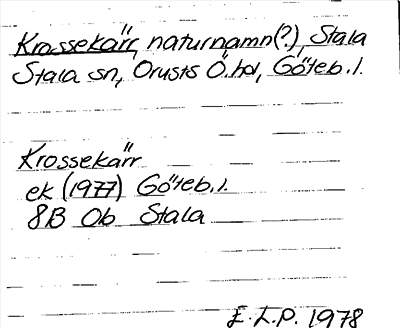 Krossekärr, naturnamn(?), Stala
Stala sn, Orusts Ö.hd, Göteb.l.
Krossekärr
ek (1977) Göteb.l.
8B 0b Stala
E.L.P. 1978